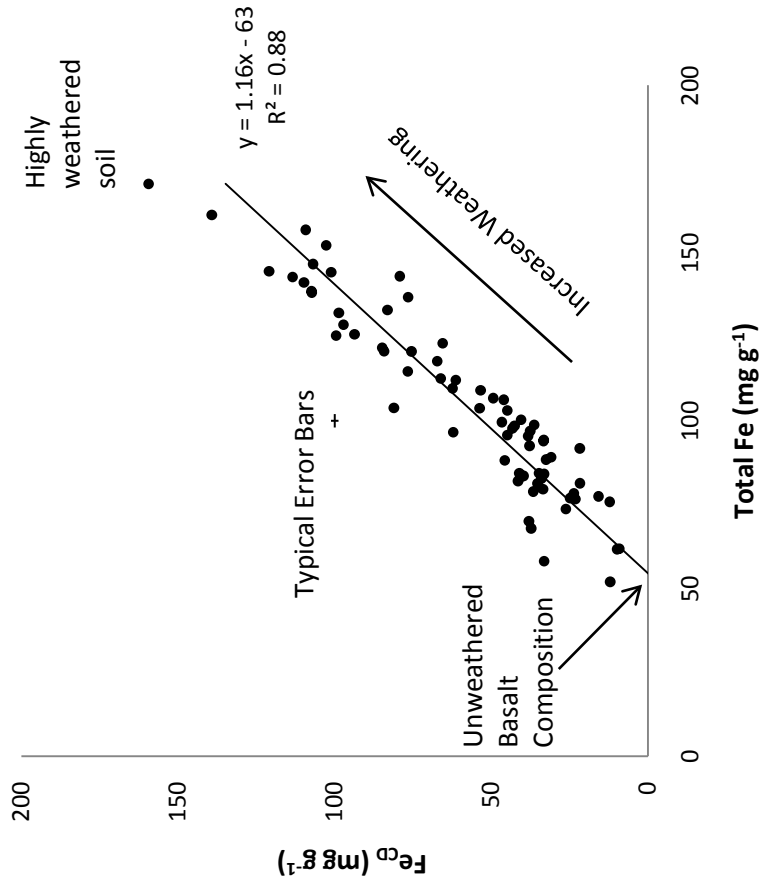 Highly
weathered
soil
y = 1.16x - 63
R² = 0.88
Increased Weathering
Typical Error Bars
Unweathered
Basalt
Composition
200
150
100
50
0
Fe_CD (mg g⁻¹)
0
50
100
150
200
Total Fe (mg g⁻¹)